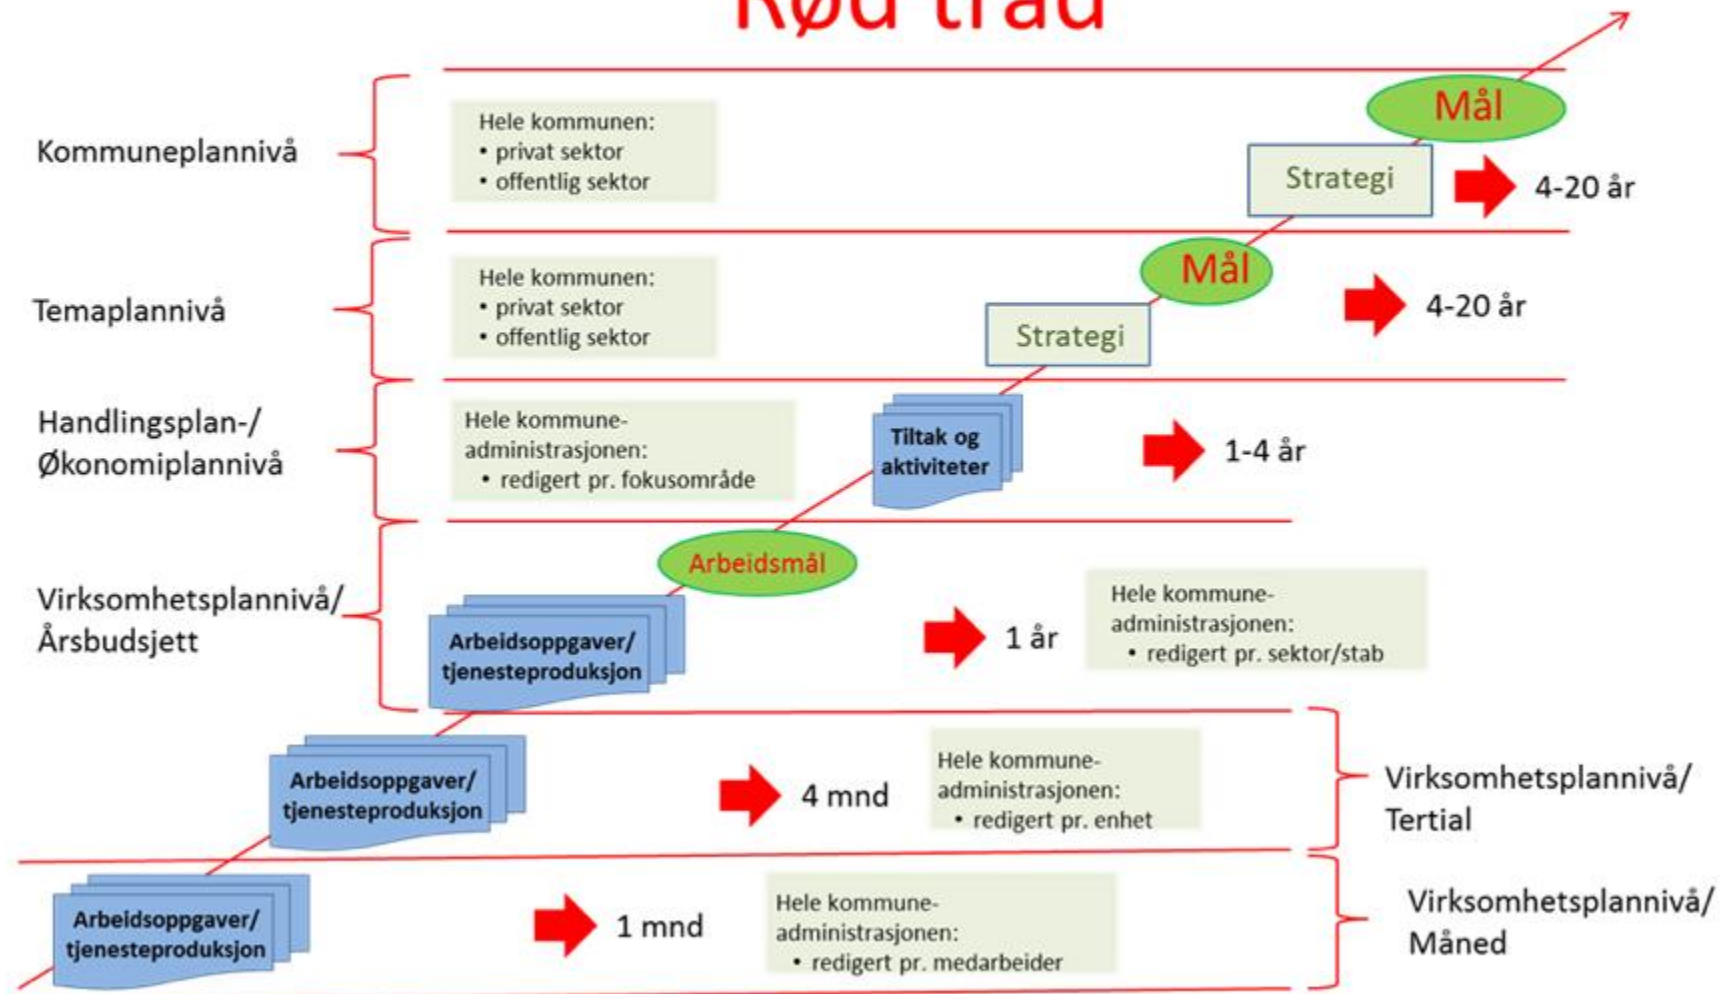 Rød tråd
Kommuneplannivå
Hele kommunen:
• privat sektor
• offentlig sektor
Mål
Strategi
4-20 år
Temaplannivå
Hele kommunen:
• privat sektor
• offentlig sektor
Mål
Strategi
4-20 år
Handlingsplan-/
Økonomiplannivå
Hele kommune-
administrasjonen:
• redigert pr. fokusområde
Tiltak og
aktiviteter
1-4 år
Virksomhetsplannivå/
Årsbudsjett
Arbeidsmål
Arbeidsoppgaver/
tjenesteproduksjon
1 år
Hele kommune-
administrasjonen:
• redigert pr. sektor/stab
Arbeidsoppgaver/
tjenesteproduksjon
4 mnd
Hele kommune-
administrasjonen:
• redigert pr. enhet
Virksomhetsplannivå/
Tertial
Arbeidsoppgaver/
tjenesteproduksjon
1 mnd
Hele kommune-
administrasjonen:
• redigert pr. medarbeider
Virksomhetsplannivå/
Måned